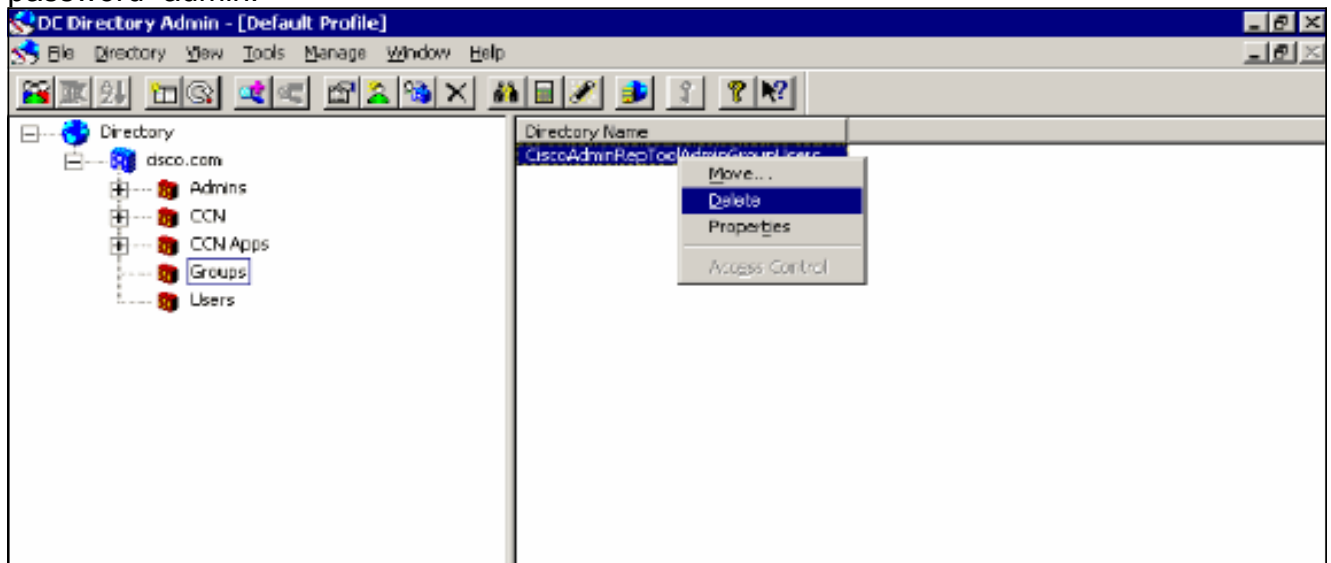 password "admin."
DC Directory Admin - [Default Profile]
File Directory View Tools Manage Window Help
Directory
Directory Name
cisco.com
CiscoAdminRepToolAdminGroupUsers
Move...
Admins
Delete
CCN
Properties
CCN Apps
Access Control
Groups
Users